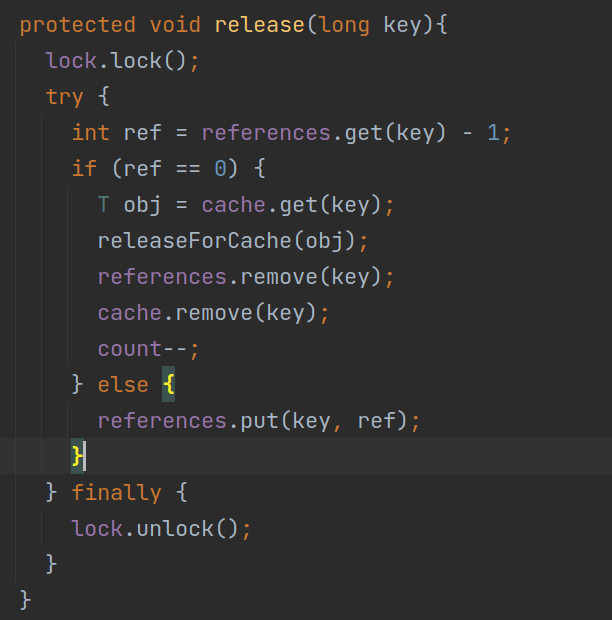 protected void release(long key){
lock.lock();
try {
int ref = references.get(key) - 1;
if (ref == 0) {
T obj = cache.get(key);
releaseForCache(obj);
references.remove(key);
cache.remove(key);
count--;
} else {
references.put(key, ref);
}
} finally {
lock.unlock();
}
}